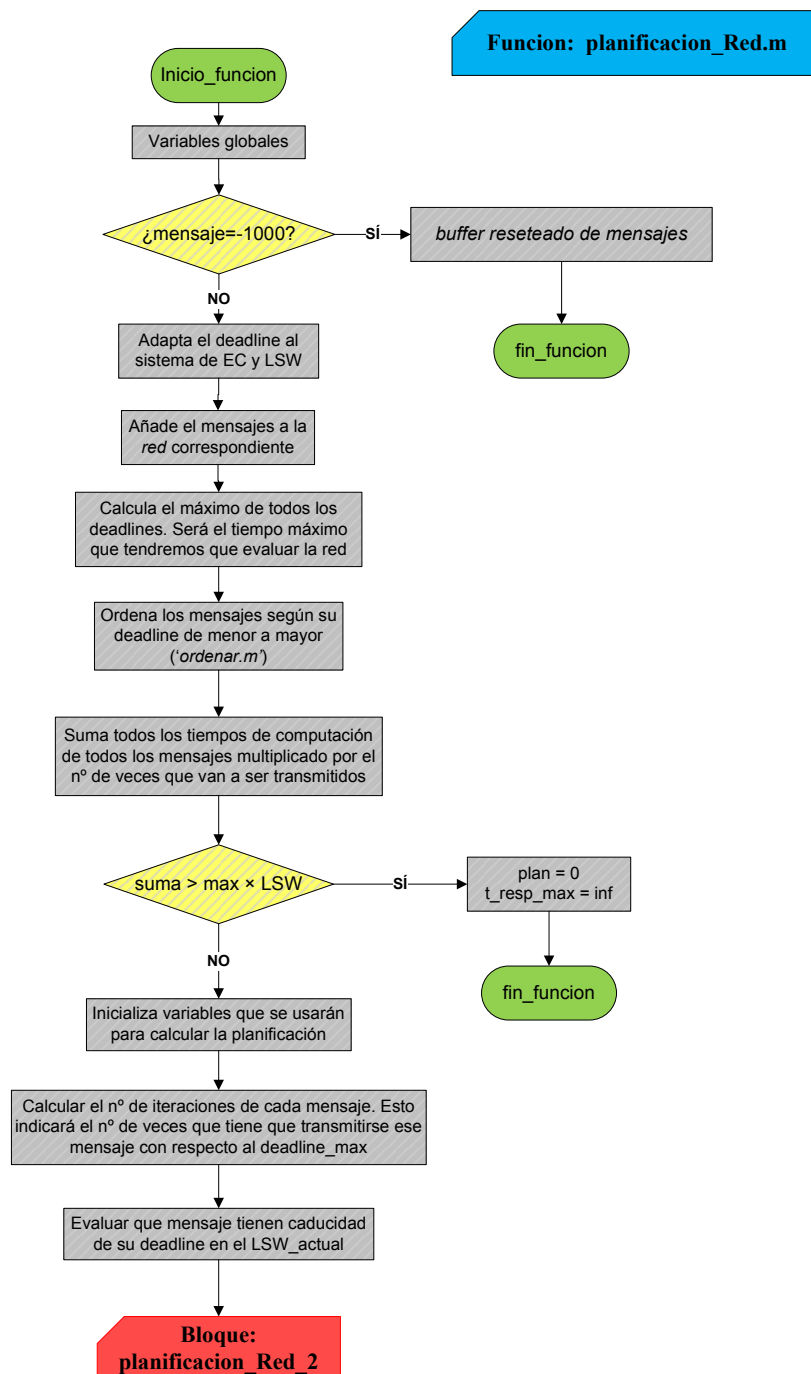 Funcion: planificacion_Red.m
Inicio_funcion
Variables globales
¿mensaje=-1000?
SÍ
buffer reseteado de mensajes
fin_funcion
NO
Adapta el deadline al
sistema de EC y LSW
Añade el mensajes a la
red correspondiente
Calcula el máximo de todos los
deadlines. Será el tiempo máximo
que tendremos que evaluar la red
Ordena los mensajes según su
deadline de menor a mayor
(‘ordenar.m’)
Suma todos los tiempos de computación
de todos los mensajes multiplicado por el
nº de veces que van a ser transmitidos
suma > max × LSW
SÍ
plan = 0
t_resp_max = inf
fin_funcion
NO
Inicializa variables que se usarán
para calcular la planificación
Calcular el nº de iteraciones de cada mensaje. Esto
indicará el nº de veces que tiene que transmitirse ese
mensaje con respecto al deadline_max
Evaluar que mensaje tienen caducidad
de su deadline en el LSW_actual
Bloque:
planificacion_Red_2